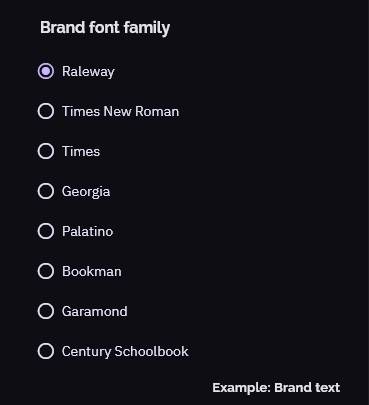 Brand font family
Raleway
Times New Roman
Times
Georgia
Palatino
Bookman
Garamond
Century Schoolbook
Example: Brand text